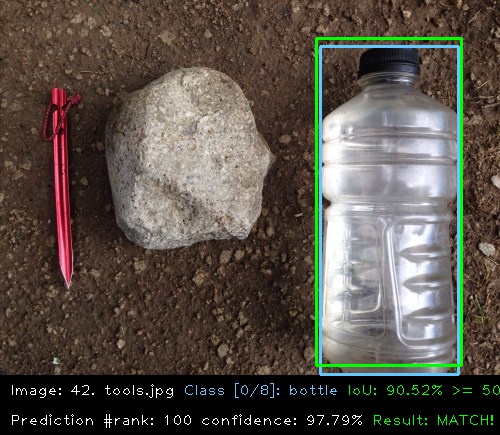 Image: 42. tools.jpg Class [0/8]: bottle IoU: 90.52% >= 50
Prediction #rank: 100 confidence: 97.79% Result: MATCH!